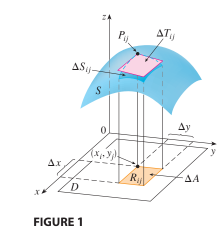 z
P_ij
ΔT_ij
ΔS_ij
S
0
Δy
Δx
(x_i, y_j)
y
R_ij
ΔA
x
D
FIGURE 1